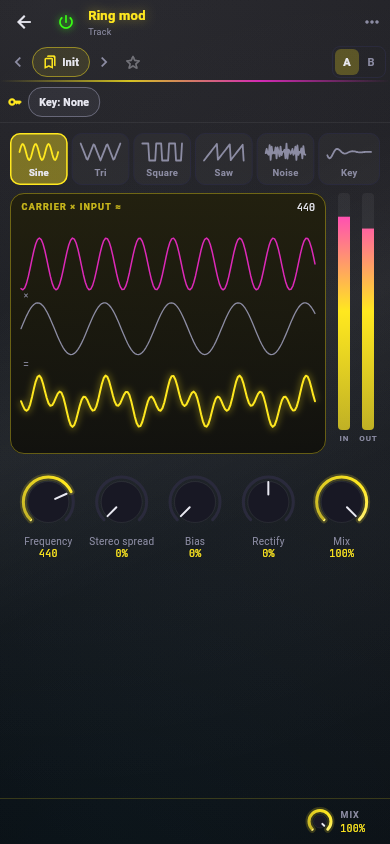 Ring mod
Track
Init
A B
Key: None
Sine Tri Square Saw Noise Key
CARRIER × INPUT ≈ 440
×
=
IN OUT
Frequency Stereo spread Bias Rectify Mix
440 0% 0% 0% 100%
MIX
100%